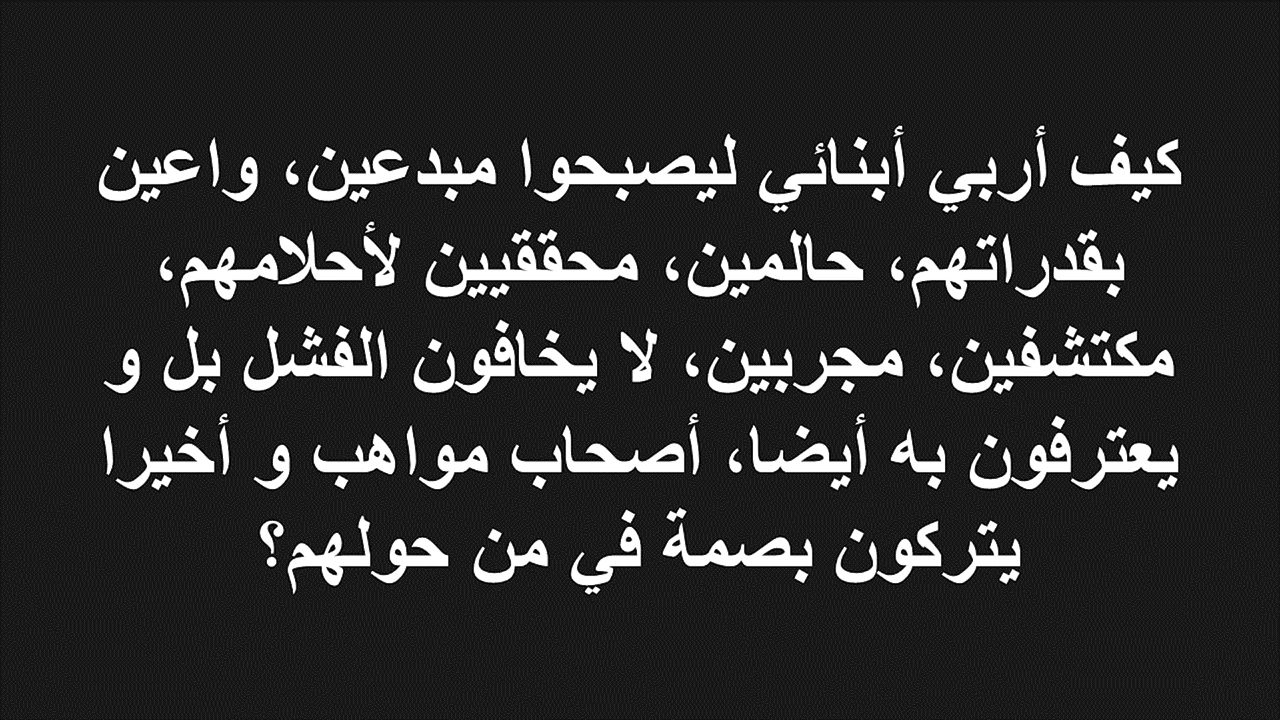 كيف أربي أبنائي ليصبحوا مبدعين، واعين
بقدراتهم، حالمين، محققيين لأحلامهم،
مكتشفين، مجربين، لا يخافون الفشل بل و
يعترفون به أيضا، أصحاب مواهب و أخيرا
يتركون بصمة في من حولهم؟